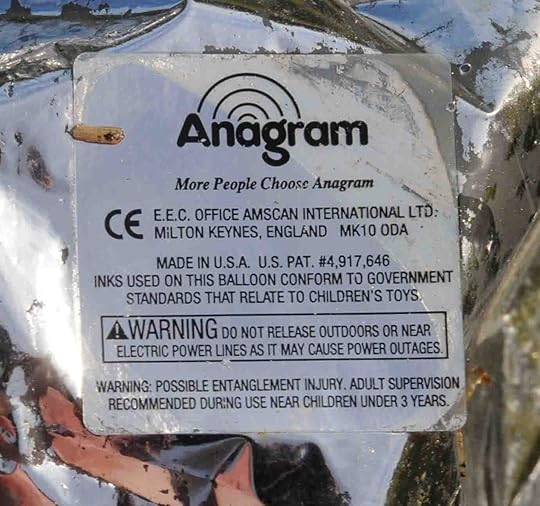 Anagram
More People Choose Anagram
CE E.E.C. OFFICE AMSCAN INTERNATIONAL LTD.
MILTON KEYNES, ENGLAND MK10 0DA
MADE IN U.S.A. U.S. PAT. #4,917,646
INKS USED ON THIS BALLOON CONFORM TO GOVERNMENT
STANDARDS THAT RELATE TO CHILDREN'S TOYS
WARNING DO NOT RELEASE OUTDOORS OR NEAR
ELECTRIC POWER LINES AS IT MAY CAUSE POWER OUTAGES.
WARNING: POSSIBLE ENTANGLEMENT INJURY. ADULT SUPERVISION
RECOMMENDED DURING USE NEAR CHILDREN UNDER 3 YEARS.